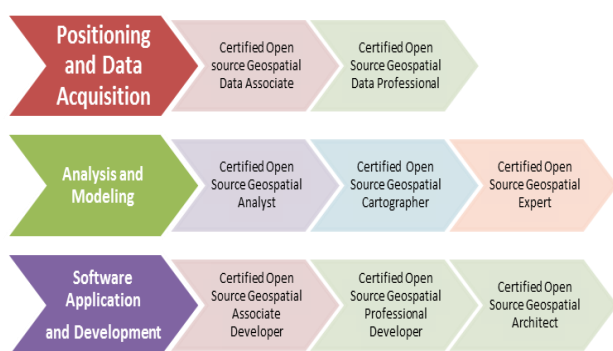 Positioning
and Data
Acquisition
Certified Open
source Geospatial
Data Associate
Certified Open
Source Geospatial
Data Professional
Analysis and
Modeling
Certified Open
Source Geospatial
Analyst
Certified Open
Source Geospatial
Cartographer
Certified Open
Source Geospatial
Expert
Software
Application
and Development
Certified Open
Source Geospatial
Associate
Developer
Certified Open
Source Geospatial
Professional
Developer
Certified Open
Source Geospatial
Architect